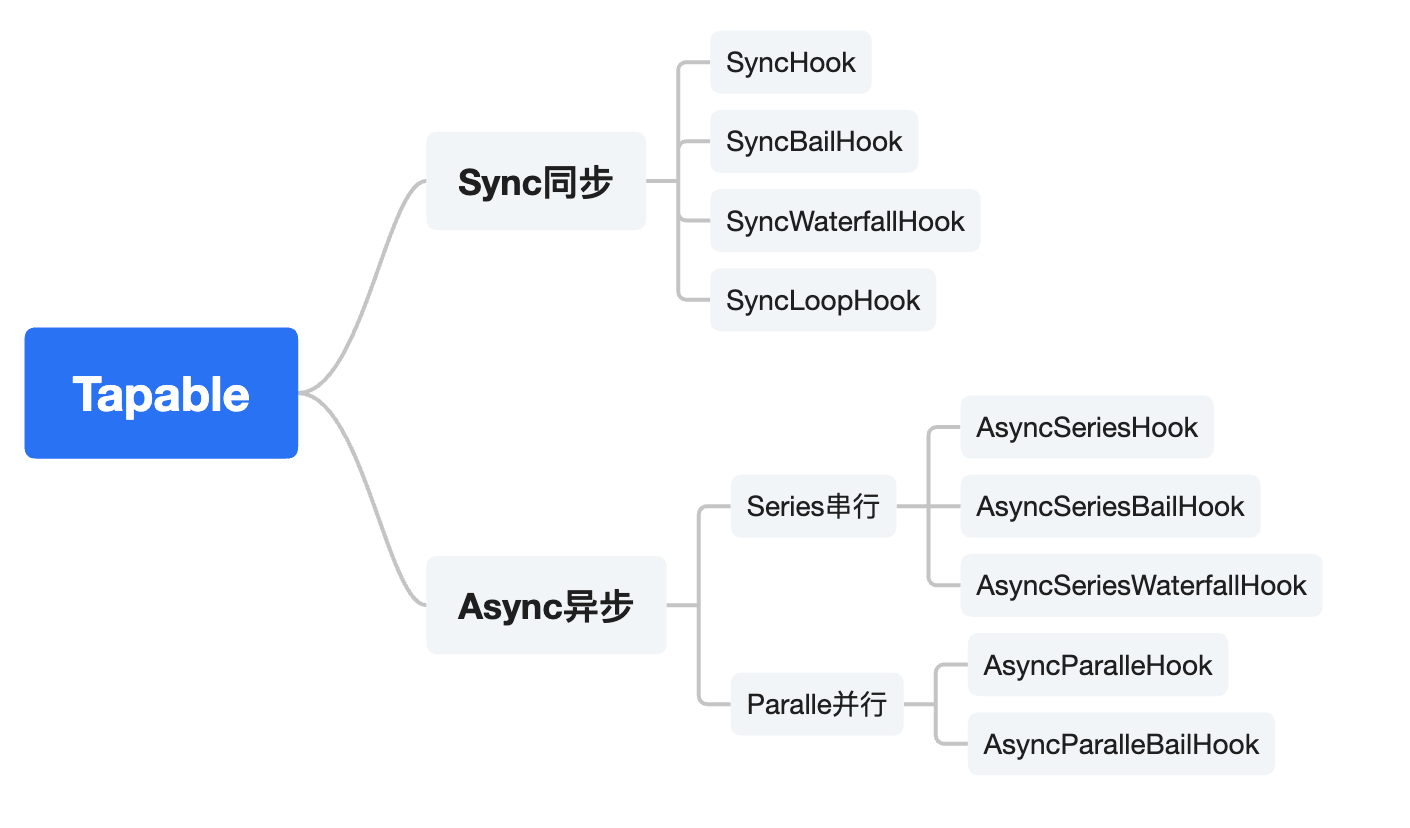 Tapable
Sync同步
SyncHook
SyncBailHook
SyncWaterfallHook
SyncLoopHook
Async异步
Series串行
AsyncSeriesHook
AsyncSeriesBailHook
AsyncSeriesWaterfallHook
Paralle并行
AsyncParalleHook
AsyncParalleBailHook